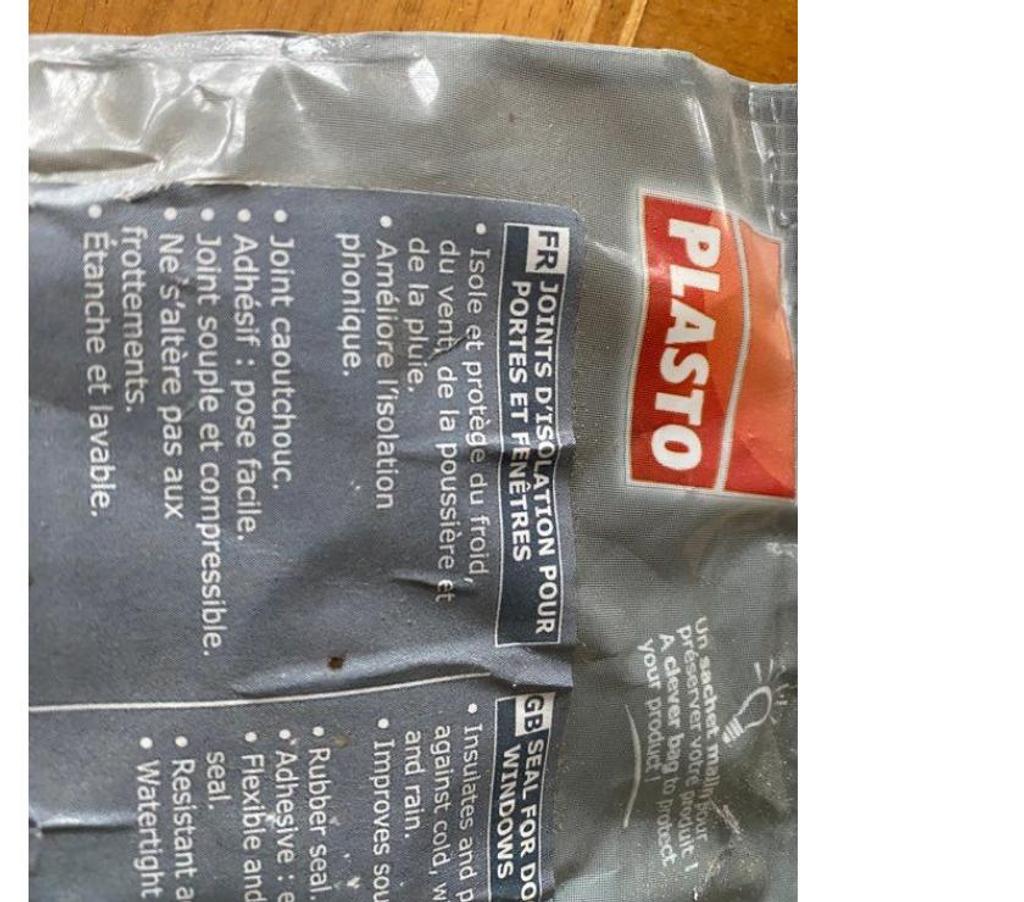 PLASTO
Un sachet malin pour
préserver votre produit !
A clever bag to protect
your product !
FR JOINTS D'ISOLATION POUR
PORTES ET FENÊTRES
• Isole et protège du froid,
du vent, de la poussière et
de la pluie.
• Améliore l'isolation
phonique.
• Joint caoutchouc.
• Adhésif : pose facile.
• Joint souple et compressible.
• Ne s'altère pas aux
frottements.
• Étanche et lavable.
GB SEAL FOR DO
WINDOWS
• Insulates and p
against cold, w
and rain.
• Improves sou
• Rubber seal.
• Adhesive : e
• Flexible and
seal.
• Resistant a
• Watertight